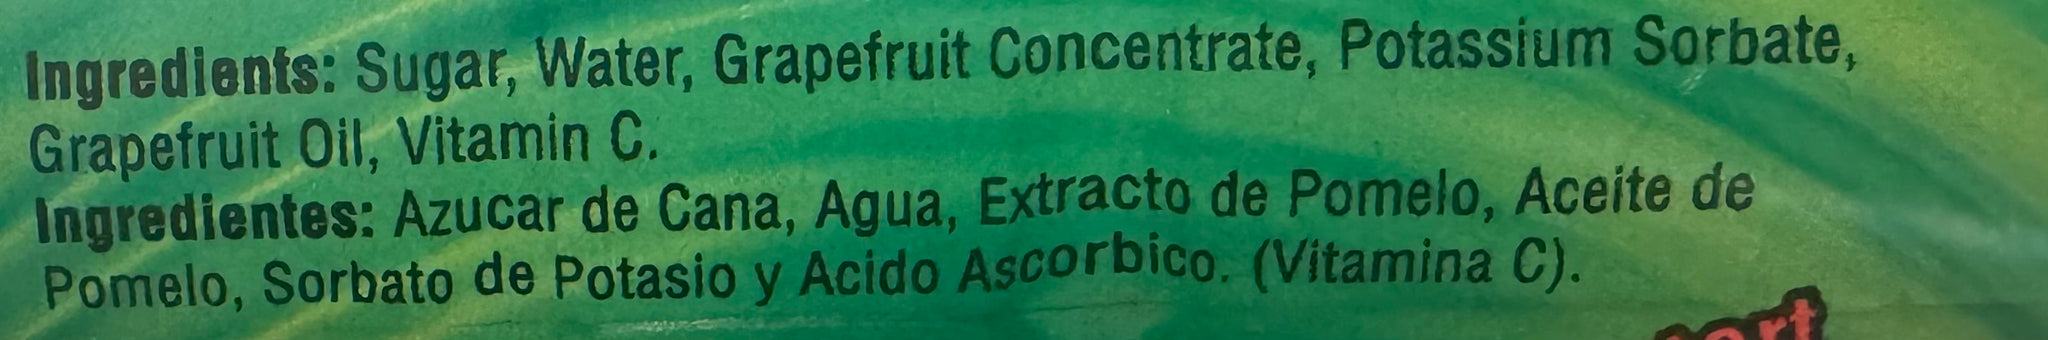 Ingredients: Sugar, Water, Grapefruit Concentrate, Potassium Sorbate,
Grapefruit Oil, Vitamin C.
Ingredientes: Azucar de Cana, Agua, Extracto de Pomelo, Aceite de
Pomelo, Sorbato de Potasio y Acido Ascorbico. (Vitamina C).